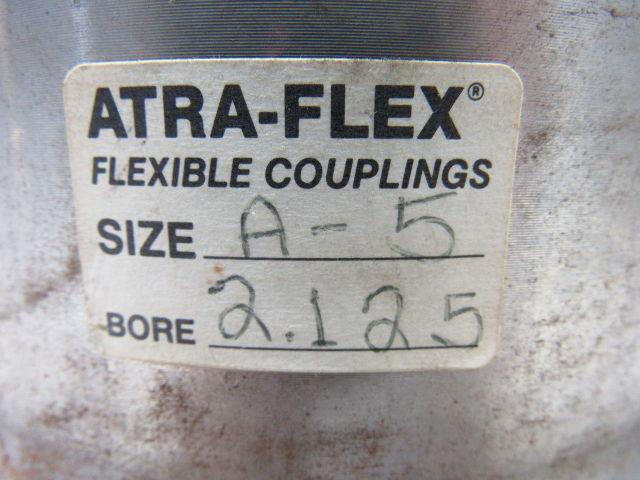 ATRA-FLEX®
FLEXIBLE COUPLINGS
SIZE A-5
BORE 2.125